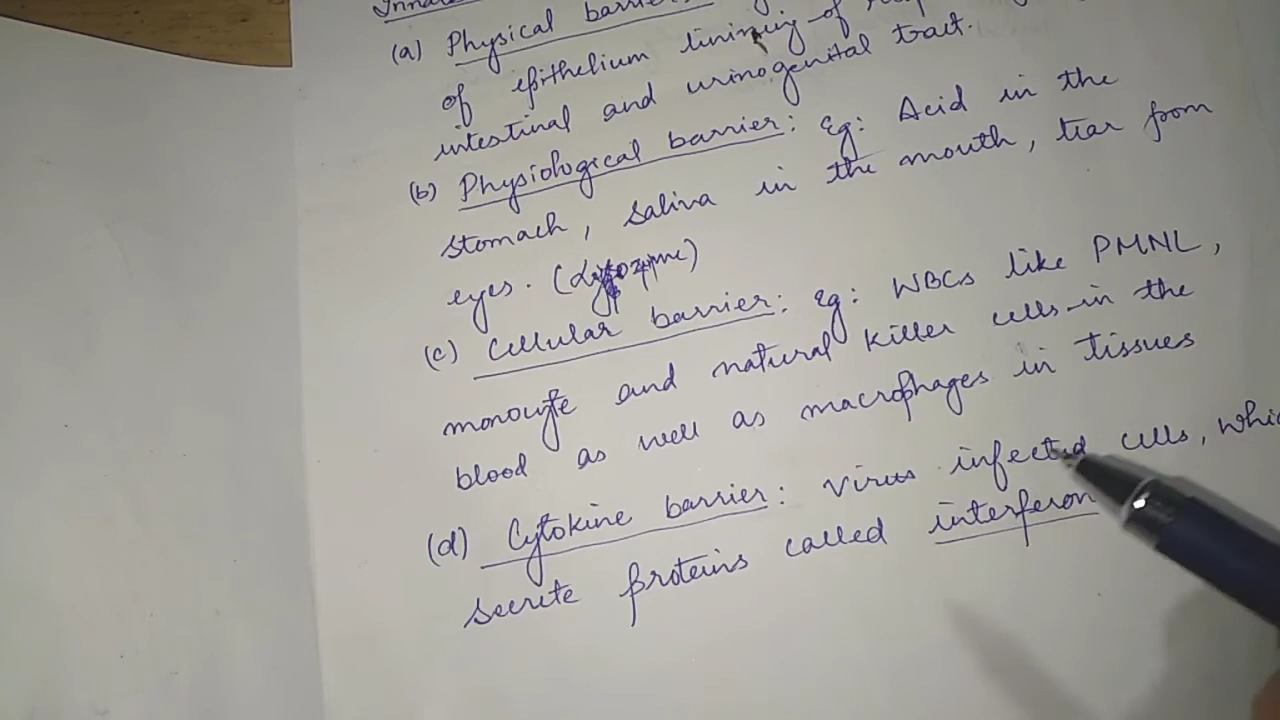 (a) Physical barrier:
of epithelium lining of
intestinal and urinogenital tract.
(b) Physiological barrier: Eg: Acid in the
stomach, saliva in the mouth, tear from
eyes. (Lysozyme)
(c) Cellular barrier: Eg: WBCs like PMNL,
monocyte and natural killer cells in the
blood as well as macrophages in tissues
(d) Cytokine barrier: Virus infected cells,
secrete proteins called interferon